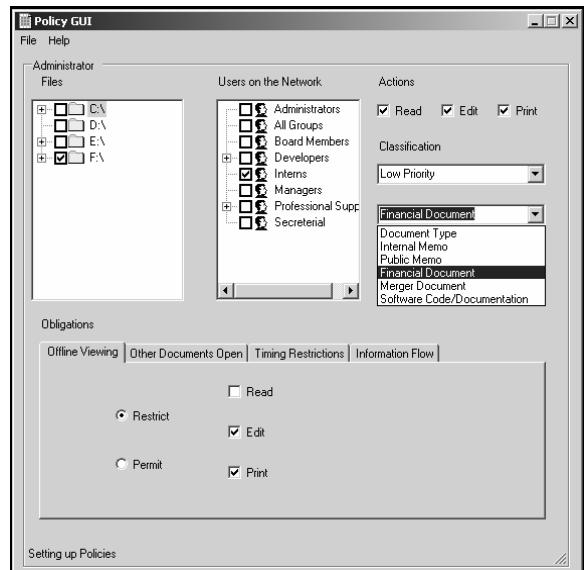 Policy GUI
File Help
Administrator
Files
C:\
D:\
E:\
F:\
Users on the Network
Administrators
All Groups
Board Members
Developers
Interns
Managers
Professional Supp
Secreterial
Actions
Read Edit Print
Classification
Low Priority
Financial Document
Document Type
Internal Memo
Public Memo
Financial Document
Merger Document
Software Code/Documentation
Obligations
Offline Viewing Other Documents Open Timing Restrictions Information Flow
Read
Restrict
Edit
Permit
Print
Setting up Policies